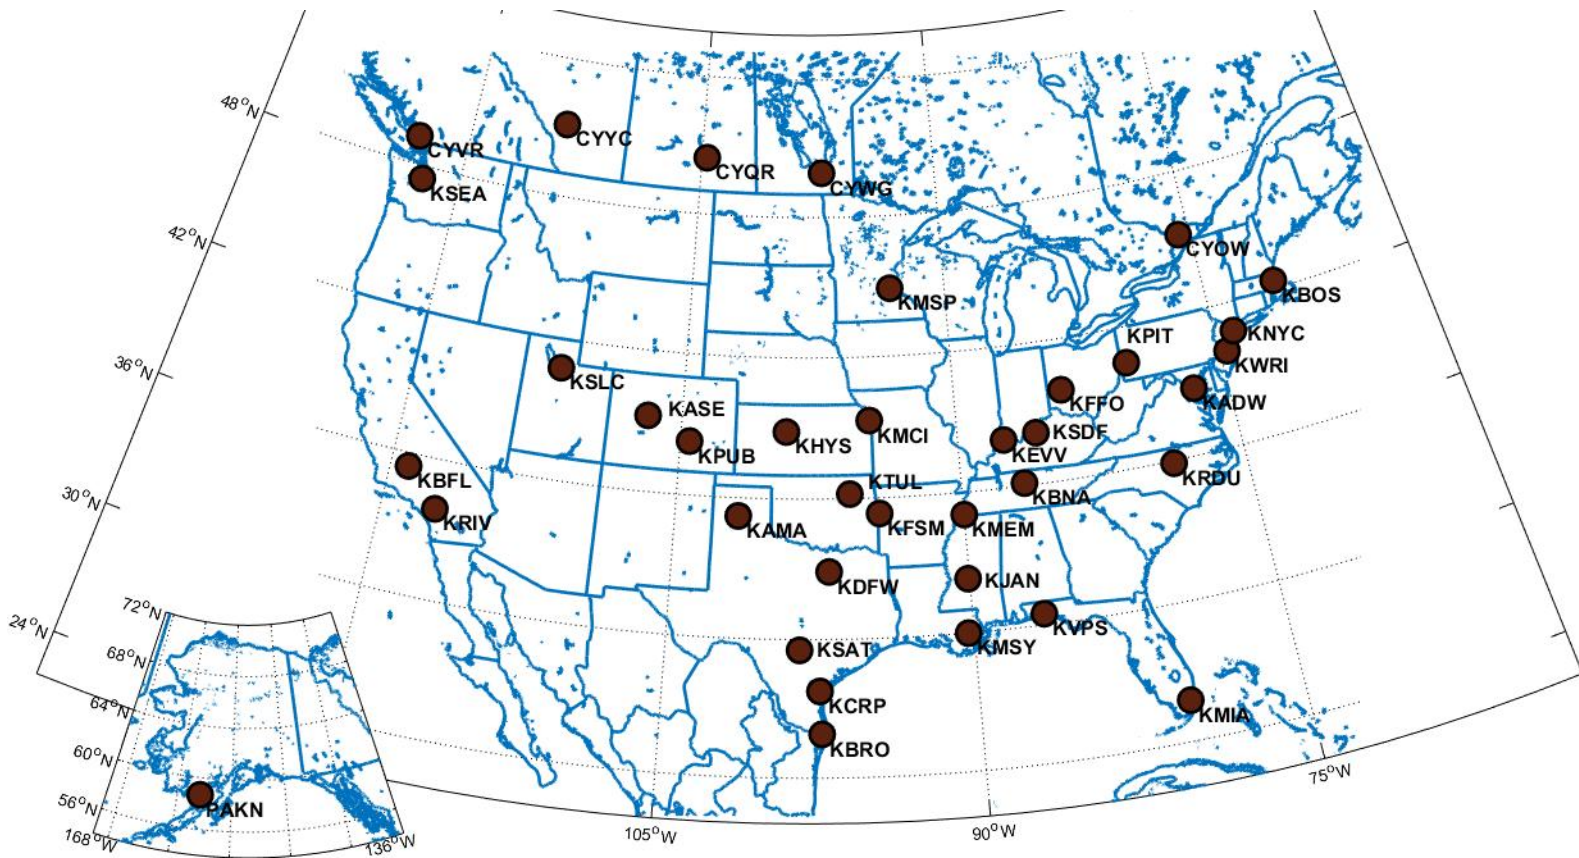 48°N
CYVR
CYYC
CYQR
CYWG
KSEA
42°N
CYOW
KMSP
KBOS
KPIT
KNYC
36°N
KWRI
KSLC
KFFO
KADW
KASE
KMCI
KSDF
KHYS
KPUB
KEVV
KBFL
KTUL
KRDU
KBNA
30°N
KRIV
KAMA
KFSM
KMEM
KDFW
KJAN
72°N
24°N
KVPS
KSAT
KMSY
68°N
KCRP
64°N
KMIA
KBRO
60°N
56°N
PAKN
168°W
136°W
105°W
90°W
75°W